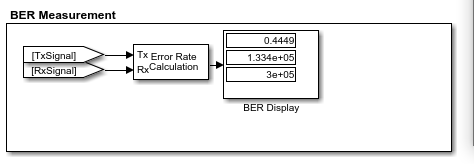 BER Measurement
[TxSignal]
[RxSignal]
Tx Error Rate
Rx Calculation
0.4449
1.334e+05
3e+05
BER Display